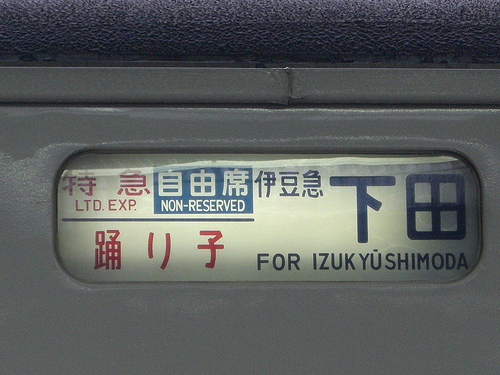 特急 自由席 伊豆急 下田
LTD. EXP. NON-RESERVED
踊り子 FOR IZUKYŪSHIMODA